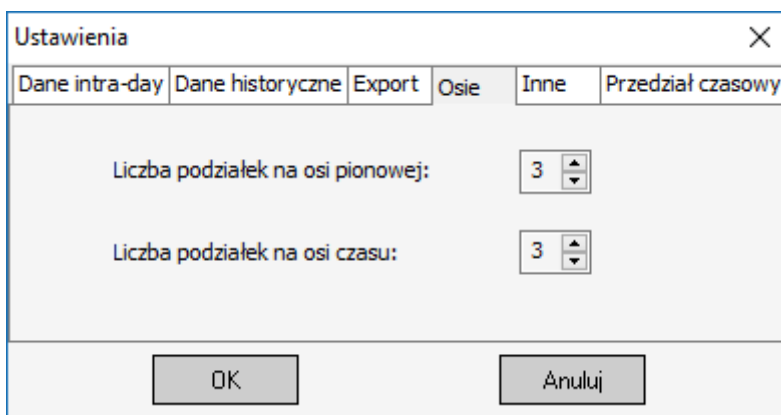 Ustawienia
Dane intra-day Dane historyczne Export Osie Inne Przedział czasowy
Liczba podziałek na osi pionowej: 3
Liczba podziałek na osi czasu: 3
OK Anuluj